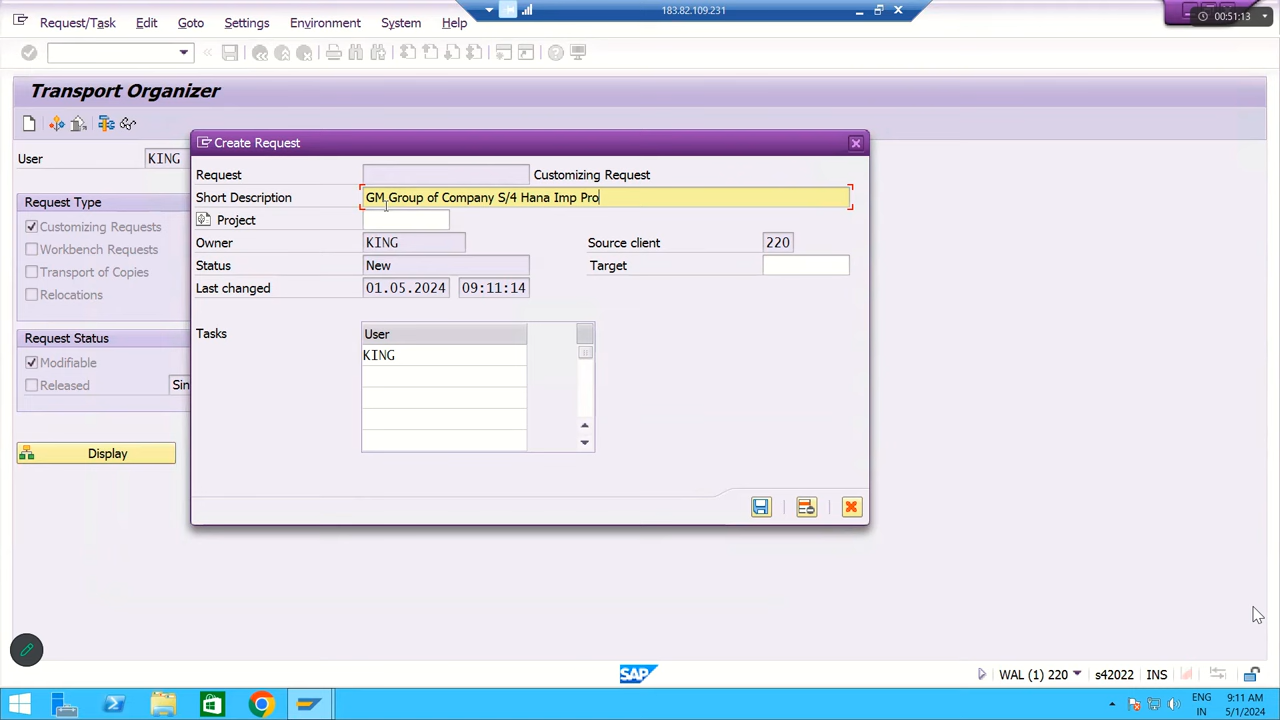 183.82.109.231
00:51:13
Request/Task Edit Goto Settings Environment System Help
Transport Organizer
User KING
Request Type
Customizing Requests
Workbench Requests
Transport of Copies
Relocations
Request Status
Modifiable
Released Sin
Display
Create Request
Request Customizing Request
Short Description GM Group of Company S/4 Hana Imp Pro
Project
Owner KING Source client 220
Status New Target
Last changed 01.05.2024 09:11:14
Tasks User
KING
SAP
WAL (1) 220 s42022 INS
ENG 9:11 AM
IN 5/1/2024